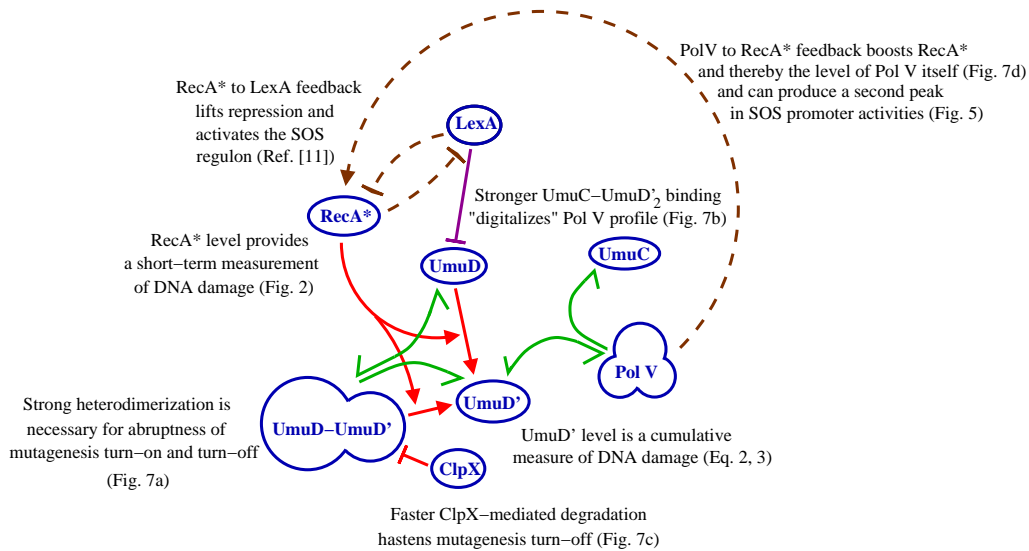 PolV to RecA* feedback boosts RecA*
and thereby the level of Pol V itself (Fig. 7d)
and can produce a second peak
in SOS promoter activities (Fig. 5)
RecA* to LexA feedback
lifts repression and
activates the SOS
regulon (Ref. [11])
LexA
Stronger UmuC−UmuD’₂ binding
"digitalizes" Pol V profile (Fig. 7b)
RecA*
RecA* level provides
a short−term measurement
of DNA damage (Fig. 2)
UmuD
UmuC
Pol V
UmuD’
Strong heterodimerization is
necessary for abruptness of
mutagenesis turn−on and turn−off
(Fig. 7a)
UmuD−UmuD’
UmuD’ level is a cumulative
measure of DNA damage (Eq. 2, 3)
ClpX
Faster ClpX−mediated degradation
hastens mutagenesis turn−off (Fig. 7c)